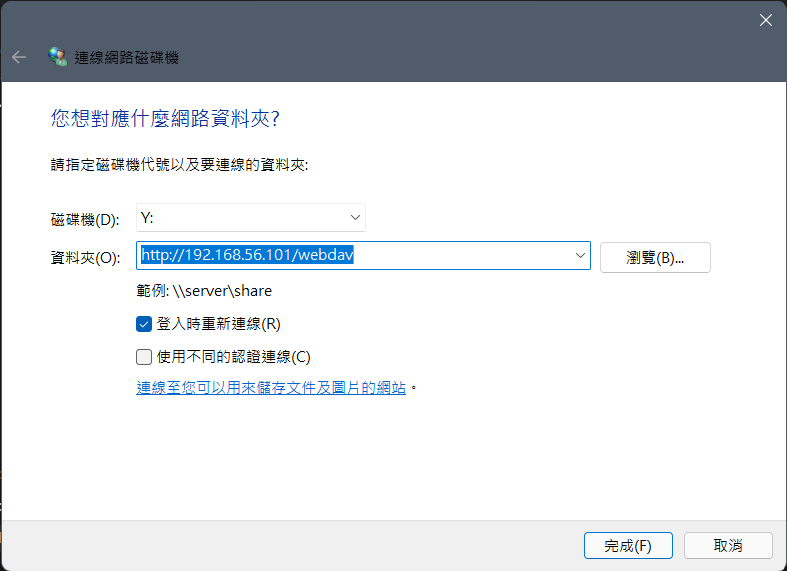 連線網路磁碟機
您想對應什麼網路資料夾?
請指定磁碟機代號以及要連線的資料夾:
磁碟機(D): Y:
資料夾(O): http://192.168.56.101/webdav 瀏覽(B)...
範例: \\server\share
登入時重新連線(R)
使用不同的認證連線(C)
連線至您可以用來儲存文件及圖片的網站。
完成(F) 取消